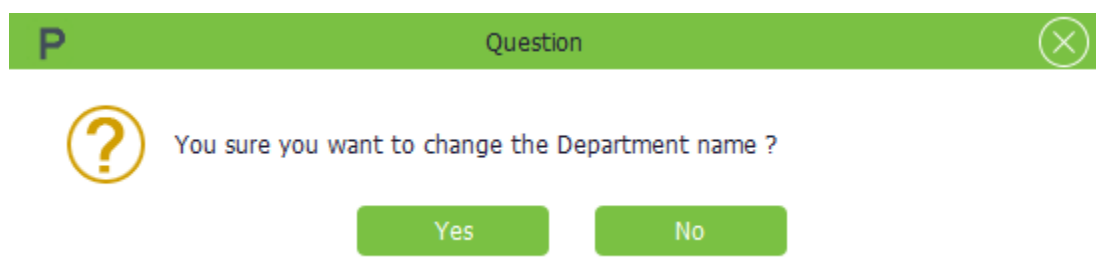 P Question
You sure you want to change the Department name ?
Yes No